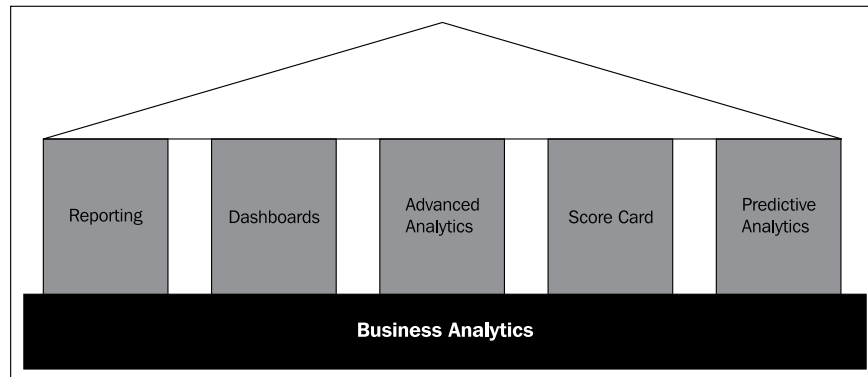 Reporting
Dashboards
Advanced
Analytics
Score Card
Predictive
Analytics
Business Analytics